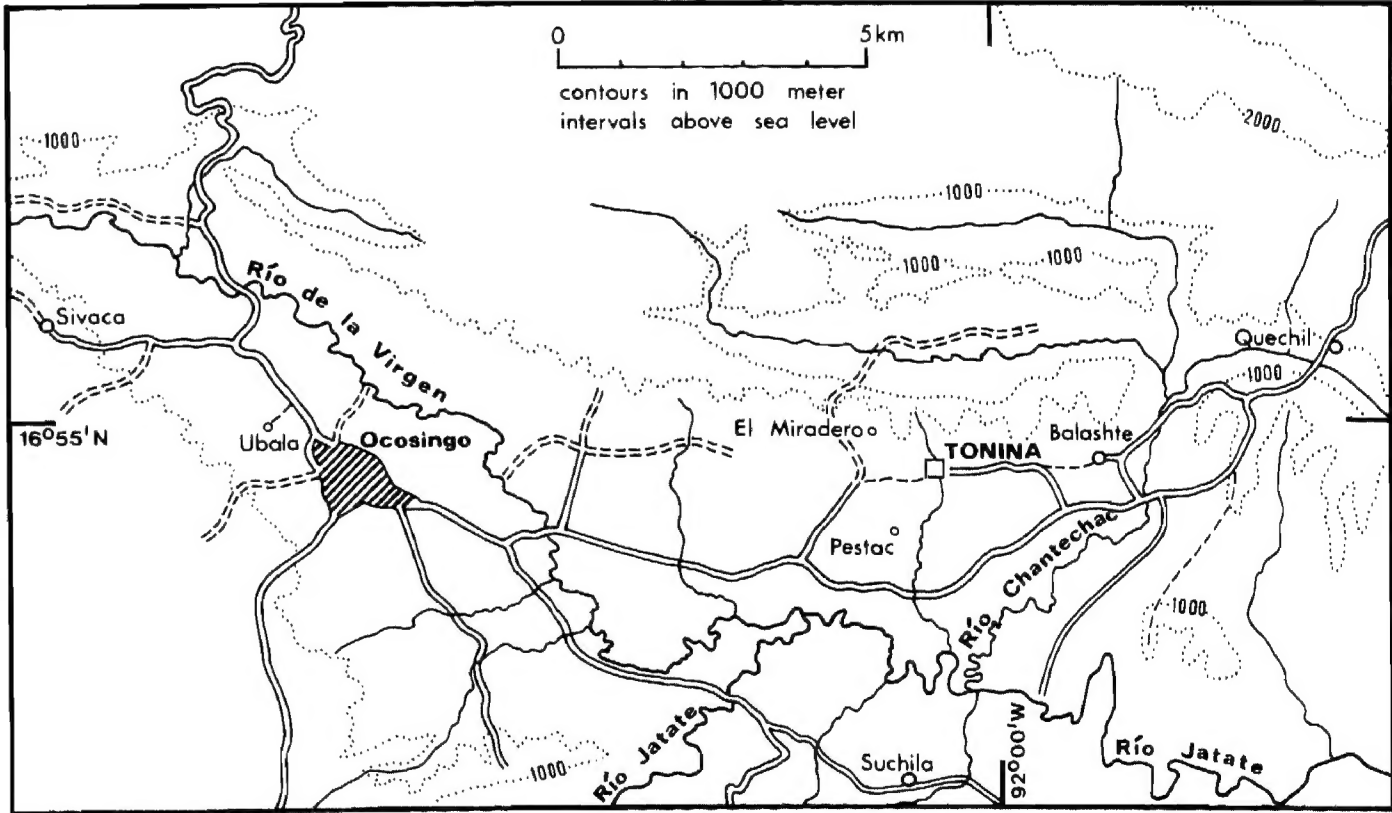 0 5km
contours in 1000 meter
intervals above sea level
1000
2000
1000
1000
1000
Río de la Virgen
Sivaca
Quechil
1000
16°55'N
Ubala
Ocosingo
El Miradero
TONINA
Balashte
Pestac
Río Chantechac
1000
Río Jatate
1000
Suchila
92°00'W
Río Jatate